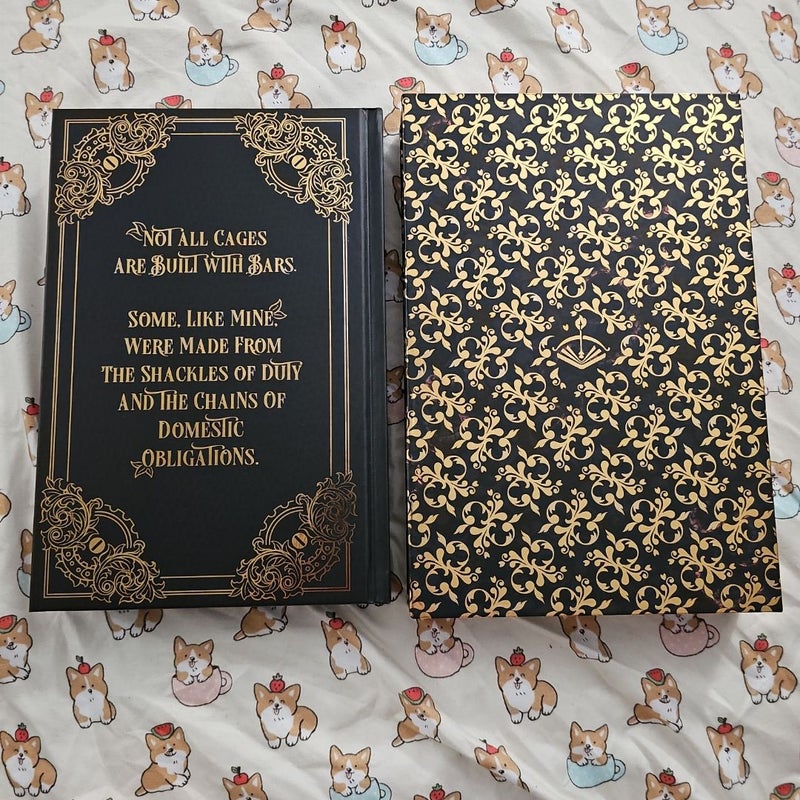 Not All Cages
are Built with Bars.
Some, Like Mine,
Were Made From
The Shackles of Duty
and the Chains of
Domestic
Obligations.